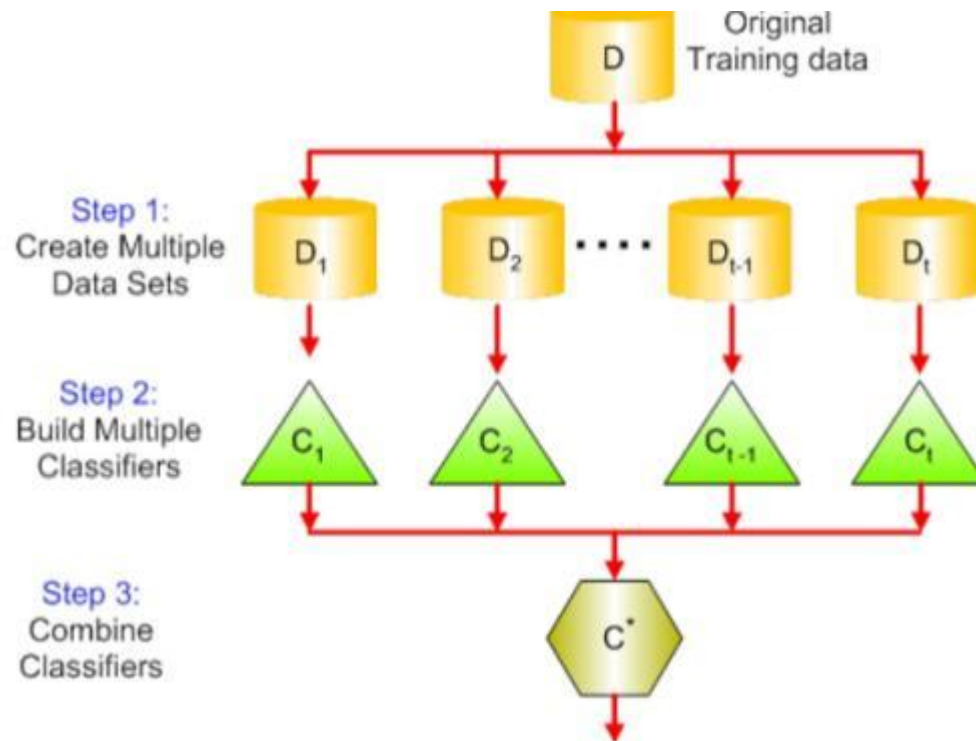 Original
Training data
D
Step 1:
Create Multiple
Data Sets
D1
D2
....
Dt-1
Dt
Step 2:
Build Multiple
Classifiers
C1
C2
Ct-1
Ct
Step 3:
Combine
Classifiers
C*